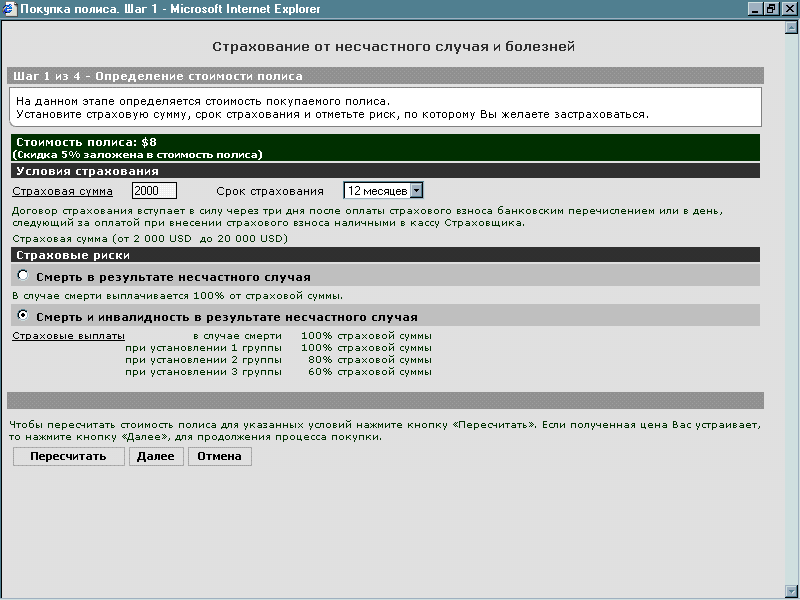 Покупка полиса. Шаг 1 - Microsoft Internet Explorer
Страхование от несчастного случая и болезней
Шаг 1 из 4 - Определение стоимости полиса
На данном этапе определяется стоимость покупаемого полиса.
Установите страховую сумму, срок страхования и отметьте риск, по которому Вы желаете застраховаться.
Стоимость полиса: $8
(Скидка 5% заложена в стоимость полиса)
Условия страхования
Страховая сумма 2000 Срок страхования 12 месяцев
Договор страхования вступает в силу через три дня после оплаты страхового взноса банковским перечислением или в день,
следующий за оплатой при внесении страхового взноса наличными в кассу Страховщика.
Страховая сумма (от 2 000 USD до 20 000 USD)
Страховые риски
Смерть в результате несчастного случая
В случае смерти выплачивается 100% от страховой суммы.
Смерть и инвалидность в результате несчастного случая
Страховые выплаты в случае смерти 100% страховой суммы
при установлении 1 группы 100% страховой суммы
при установлении 2 группы 80% страховой суммы
при установлении 3 группы 60% страховой суммы
Чтобы пересчитать стоимость полиса для указанных условий нажмите кнопку «Пересчитать». Если полученная цена Вас устраивает,
то нажмите кнопку «Далее», для продолжения процесса покупки.
Пересчитать Далее Отмена